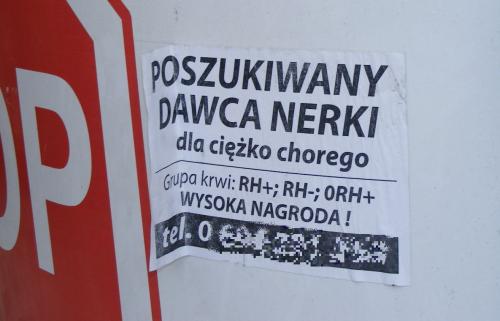 OP
POSZUKIWANY
DAWCA NERKI
dla ciężko chorego
Grupa krwi: RH+; RH-; 0RH+
WYSOKA NAGRODA !
tel. 0